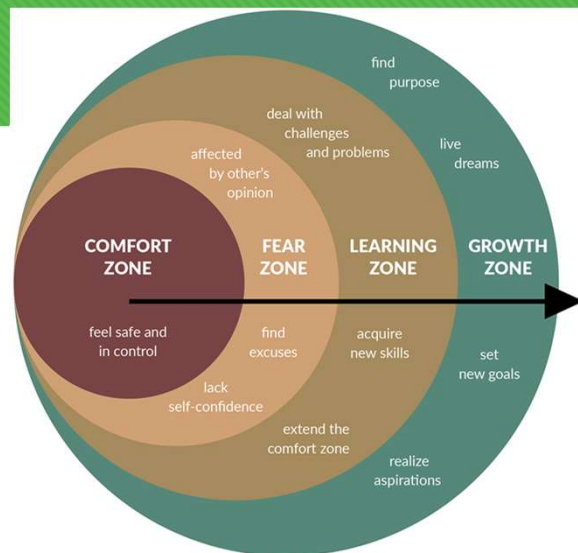 find
purpose
deal with
challenges
and problems
live
dreams
affected
by other's
opinion
COMFORT
ZONE
FEAR
ZONE
LEARNING
ZONE
GROWTH
ZONE
feel safe and
in control
find
excuses
acquire
new skills
set
new goals
lack
self-confidence
extend the
comfort zone
realize
aspirations